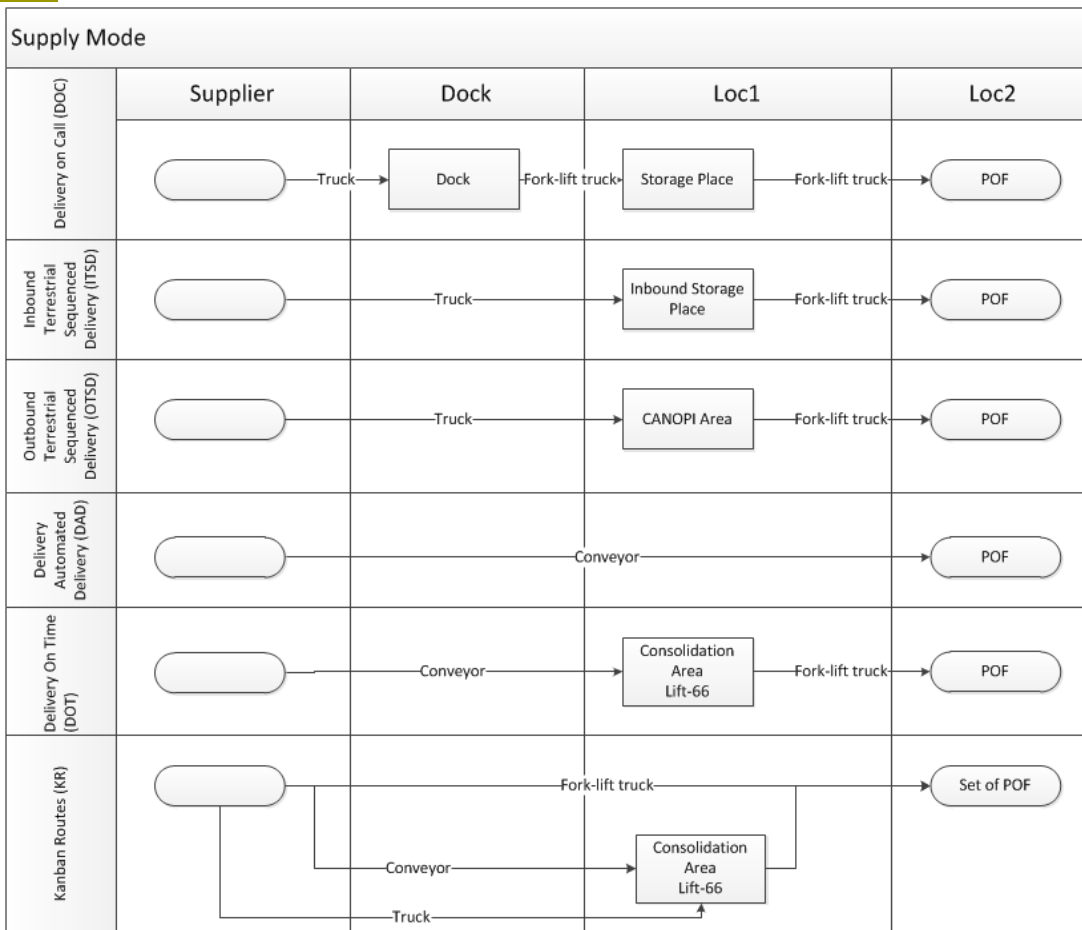 Supply Mode
Supplier
Dock
Loc1
Loc2
Delivery on Call (DOC)
Truck
Dock
Fork-lift truck
Storage Place
Fork-lift truck
POF
Inbound
Terrestrial
Sequenced
Delivery (ITSD)
Truck
Inbound Storage
Place
Fork-lift truck
POF
Outbound
Terrestrial
Sequenced
Delivery (OTSD)
Truck
CANOPI Area
Fork-lift truck
POF
Delivery
Automated
Delivery (DAD)
Conveyor
POF
Delivery On Time
(DOT)
Conveyor
Consolidation
Area
Lift-66
Fork-lift truck
POF
Kanban Routes (KR)
Fork-lift truck
Set of POF
Conveyor
Consolidation
Area
Lift-66
Truck